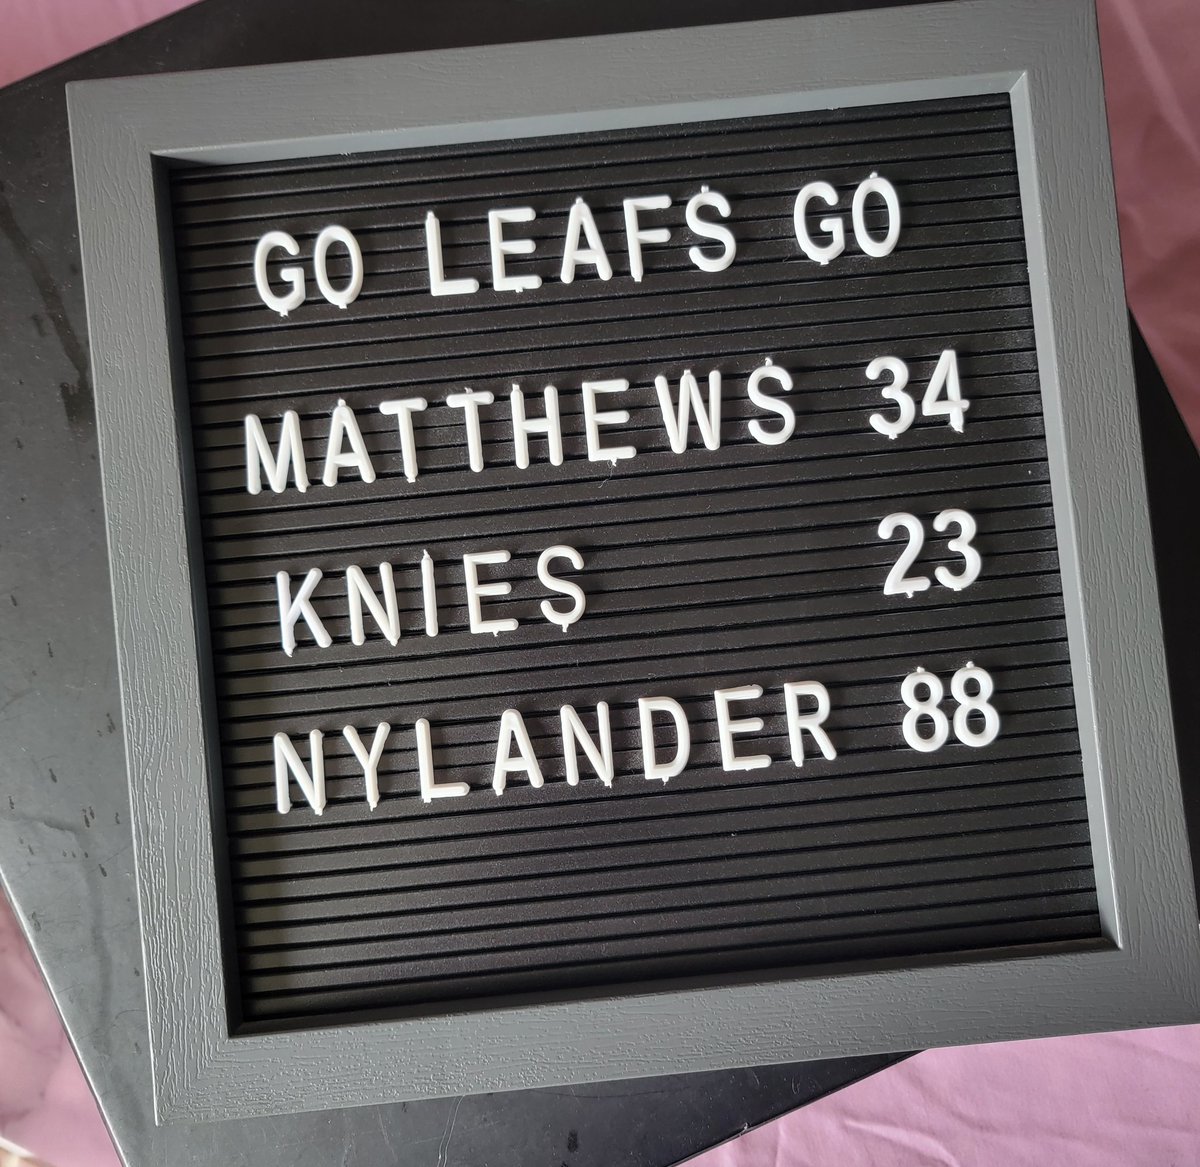 GO LEAFS GO
MATTHEWS 34
KNIES 23
NYLANDER 88